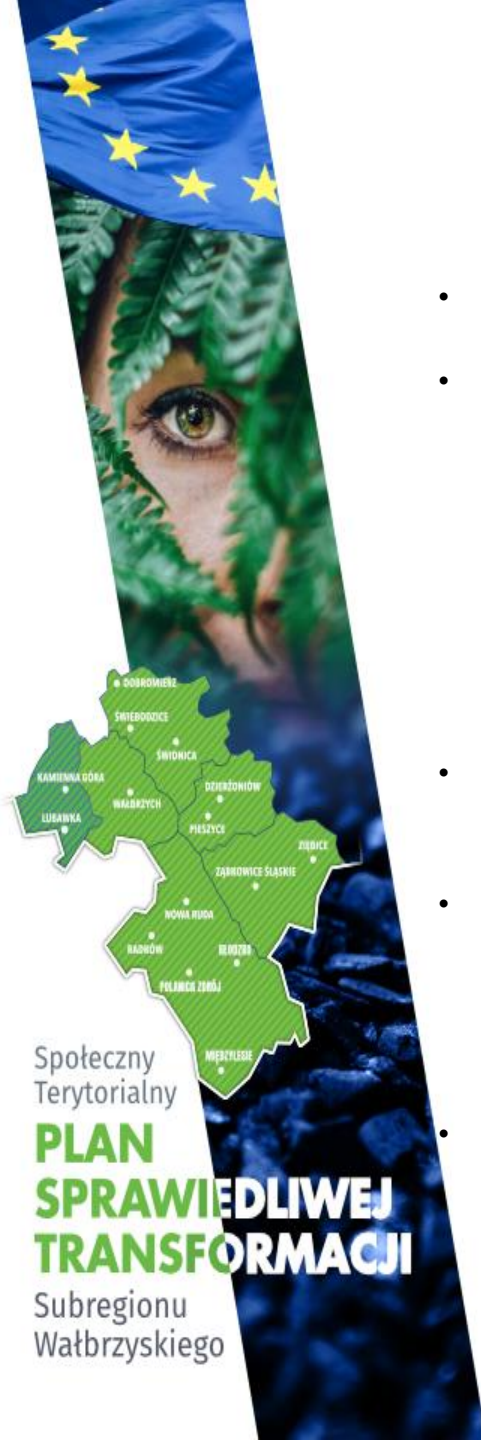 DOBROMIERZ
ŚWIEBODZICE
ŚWIDNICA
KAMIENNA GÓRA
DZIERŻONIÓW
WAŁBRZYCH
LUBAWKA
PIESZYCE
ZIĘBICE
ZĄBKOWICE ŚLĄSKIE
NOWA RUDA
RADKÓW
KŁODZKO
POLANICA ZDRÓJ
MIĘDZYLESIE
Społeczny
Terytorialny
PLAN
SPRAWIEDLIWEJ
TRANSFORMACJI
Subregionu
Wałbrzyskiego